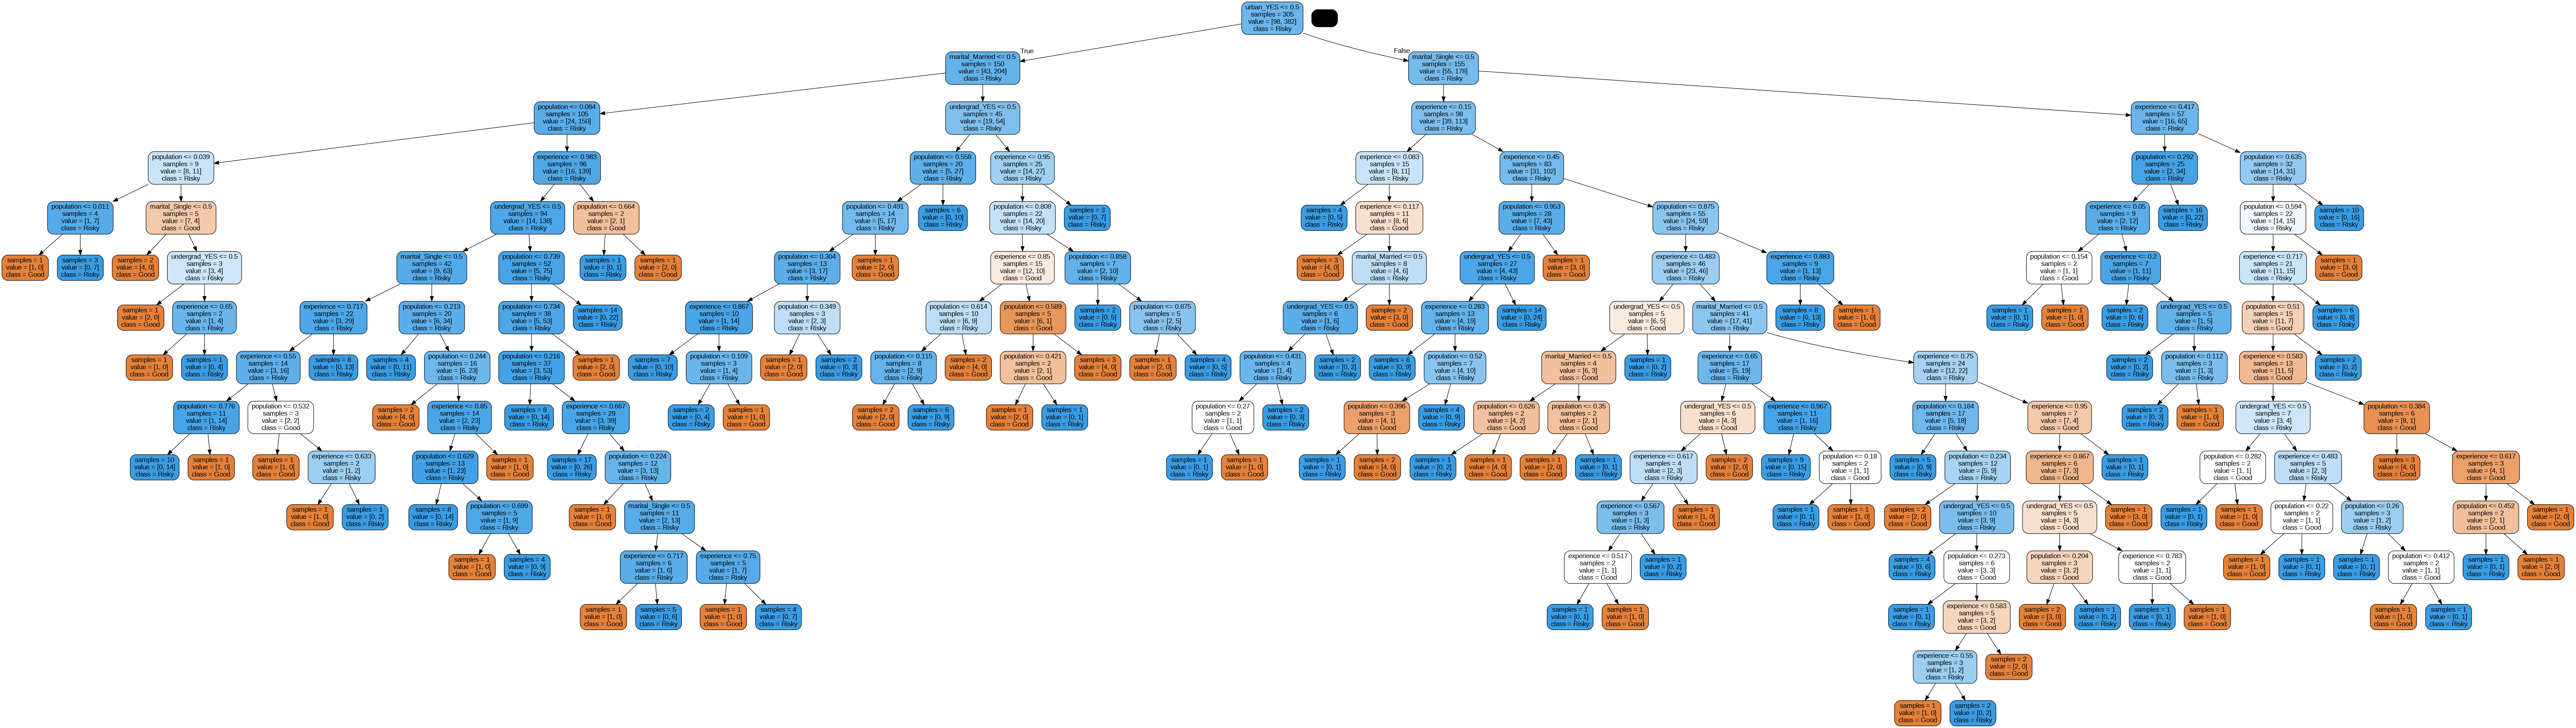 urban_YES <= 0.5
samples = 305
value = [98, 382]
class = Risky
True
False
marital_Married <= 0.5
samples = 150
value = [43, 204]
class = Risky
marital_Single <= 0.5
samples = 155
value = [55, 178]
class = Risky
population <= 0.084
samples = 105
value = [24, 150]
class = Risky
undergrad_YES <= 0.5
samples = 45
value = [19, 54]
class = Risky
experience <= 0.15
samples = 98
value = [39, 113]
class = Risky
experience <= 0.417
samples = 57
value = [16, 65]
class = Risky
population <= 0.039
samples = 9
value = [8, 11]
class = Risky
experience <= 0.983
samples = 96
value = [16, 139]
class = Risky
population <= 0.558
samples = 20
value = [5, 27]
class = Risky
experience <= 0.95
samples = 25
value = [14, 27]
class = Risky
experience <= 0.083
samples = 15
value = [8, 11]
class = Risky
experience <= 0.45
samples = 83
value = [31, 102]
class = Risky
population <= 0.292
samples = 25
value = [2, 34]
class = Risky
population <= 0.635
samples = 32
value = [14, 31]
class = Risky
population <= 0.011
samples = 4
value = [1, 7]
class = Risky
marital_Single <= 0.5
samples = 5
value = [7, 4]
class = Good
undergrad_YES <= 0.5
samples = 94
value = [14, 138]
class = Risky
population <= 0.664
samples = 2
value = [2, 1]
class = Good
population <= 0.491
samples = 14
value = [5, 17]
class = Risky
samples = 6
value = [0, 10]
class = Risky
population <= 0.808
samples = 22
value = [14, 20]
class = Risky
samples = 3
value = [0, 7]
class = Risky
samples = 4
value = [0, 5]
class = Risky
experience <= 0.117
samples = 11
value = [8, 6]
class = Good
population <= 0.953
samples = 28
value = [7, 43]
class = Risky
population <= 0.875
samples = 55
value = [24, 59]
class = Risky
experience <= 0.05
samples = 9
value = [2, 12]
class = Risky
samples = 16
value = [0, 22]
class = Risky
population <= 0.594
samples = 22
value = [14, 15]
class = Risky
samples = 10
value = [0, 16]
class = Risky
samples = 1
value = [1, 0]
class = Good
samples = 3
value = [0, 7]
class = Risky
samples = 2
value = [4, 0]
class = Good
undergrad_YES <= 0.5
samples = 3
value = [3, 4]
class = Risky
marital_Single <= 0.5
samples = 42
value = [9, 63]
class = Risky
population <= 0.739
samples = 52
value = [5, 75]
class = Risky
samples = 1
value = [0, 1]
class = Risky
samples = 1
value = [2, 0]
class = Good
population <= 0.304
samples = 13
value = [3, 17]
class = Risky
samples = 1
value = [2, 0]
class = Good
experience <= 0.85
samples = 15
value = [12, 10]
class = Good
population <= 0.858
samples = 7
value = [2, 10]
class = Risky
samples = 3
value = [4, 0]
class = Good
marital_Married <= 0.5
samples = 8
value = [4, 6]
class = Risky
undergrad_YES <= 0.5
samples = 27
value = [4, 43]
class = Risky
samples = 1
value = [3, 0]
class = Good
experience <= 0.483
samples = 46
value = [23, 46]
class = Risky
experience <= 0.883
samples = 9
value = [1, 13]
class = Risky
population <= 0.154
samples = 2
value = [1, 1]
class = Good
experience <= 0.2
samples = 7
value = [1, 11]
class = Risky
experience <= 0.717
samples = 21
value = [11, 15]
class = Risky
samples = 1
value = [3, 0]
class = Good
samples = 1
value = [2, 0]
class = Good
experience <= 0.65
samples = 2
value = [1, 4]
class = Risky
experience <= 0.717
samples = 22
value = [3, 29]
class = Risky
population <= 0.213
samples = 20
value = [6, 34]
class = Risky
population <= 0.734
samples = 38
value = [5, 53]
class = Risky
samples = 14
value = [0, 22]
class = Risky
experience <= 0.867
samples = 10
value = [1, 14]
class = Risky
population <= 0.349
samples = 3
value = [2, 3]
class = Risky
population <= 0.614
samples = 10
value = [6, 9]
class = Risky
population <= 0.589
samples = 5
value = [6, 1]
class = Good
samples = 2
value = [0, 5]
class = Risky
population <= 0.875
samples = 5
value = [2, 5]
class = Risky
undergrad_YES <= 0.5
samples = 6
value = [1, 6]
class = Risky
samples = 2
value = [3, 0]
class = Good
experience <= 0.283
samples = 13
value = [4, 19]
class = Risky
samples = 14
value = [0, 24]
class = Risky
undergrad_YES <= 0.5
samples = 5
value = [6, 5]
class = Good
marital_Married <= 0.5
samples = 41
value = [17, 41]
class = Risky
samples = 8
value = [0, 13]
class = Risky
samples = 1
value = [1, 0]
class = Good
samples = 1
value = [0, 1]
class = Risky
samples = 1
value = [1, 0]
class = Good
samples = 2
value = [0, 6]
class = Risky
undergrad_YES <= 0.5
samples = 5
value = [1, 5]
class = Risky
population <= 0.51
samples = 15
value = [11, 7]
class = Good
samples = 6
value = [0, 8]
class = Risky
samples = 1
value = [1, 0]
class = Good
samples = 1
value = [0, 4]
class = Risky
experience <= 0.55
samples = 14
value = [3, 16]
class = Risky
samples = 8
value = [0, 13]
class = Risky
samples = 4
value = [0, 11]
class = Risky
population <= 0.244
samples = 16
value = [6, 23]
class = Risky
population <= 0.216
samples = 37
value = [3, 53]
class = Risky
samples = 1
value = [2, 0]
class = Good
samples = 7
value = [0, 10]
class = Risky
population <= 0.109
samples = 3
value = [1, 4]
class = Risky
samples = 1
value = [2, 0]
class = Good
samples = 2
value = [0, 3]
class = Risky
population <= 0.115
samples = 8
value = [2, 9]
class = Risky
samples = 2
value = [4, 0]
class = Good
population <= 0.421
samples = 2
value = [2, 1]
class = Good
samples = 3
value = [4, 0]
class = Good
samples = 1
value = [2, 0]
class = Good
samples = 4
value = [0, 5]
class = Risky
population <= 0.431
samples = 4
value = [1, 4]
class = Risky
samples = 2
value = [0, 2]
class = Risky
samples = 6
value = [0, 9]
class = Risky
population <= 0.52
samples = 7
value = [4, 10]
class = Risky
marital_Married <= 0.5
samples = 4
value = [6, 3]
class = Good
samples = 1
value = [0, 2]
class = Risky
experience <= 0.65
samples = 17
value = [5, 19]
class = Risky
experience <= 0.75
samples = 24
value = [12, 22]
class = Risky
samples = 2
value = [0, 2]
class = Risky
population <= 0.112
samples = 3
value = [1, 3]
class = Risky
experience <= 0.583
samples = 13
value = [11, 5]
class = Good
samples = 2
value = [0, 2]
class = Risky
population <= 0.776
samples = 11
value = [1, 14]
class = Risky
population <= 0.532
samples = 3
value = [2, 2]
class = Good
samples = 2
value = [4, 0]
class = Good
experience <= 0.85
samples = 14
value = [2, 23]
class = Risky
samples = 8
value = [0, 14]
class = Risky
experience <= 0.667
samples = 29
value = [3, 39]
class = Risky
samples = 2
value = [0, 4]
class = Risky
samples = 1
value = [1, 0]
class = Good
samples = 2
value = [2, 0]
class = Good
samples = 6
value = [0, 9]
class = Risky
samples = 1
value = [2, 0]
class = Good
samples = 1
value = [0, 1]
class = Risky
population <= 0.27
samples = 2
value = [1, 1]
class = Good
samples = 2
value = [0, 3]
class = Risky
population <= 0.396
samples = 3
value = [4, 1]
class = Good
samples = 4
value = [0, 9]
class = Risky
population <= 0.626
samples = 2
value = [4, 2]
class = Good
population <= 0.35
samples = 2
value = [2, 1]
class = Good
undergrad_YES <= 0.5
samples = 6
value = [4, 3]
class = Good
experience <= 0.967
samples = 11
value = [1, 16]
class = Risky
population <= 0.184
samples = 17
value = [5, 18]
class = Risky
experience <= 0.95
samples = 7
value = [7, 4]
class = Good
samples = 2
value = [0, 3]
class = Risky
samples = 1
value = [1, 0]
class = Good
undergrad_YES <= 0.5
samples = 7
value = [3, 4]
class = Risky
population <= 0.384
samples = 6
value = [8, 1]
class = Good
samples = 10
value = [0, 14]
class = Risky
samples = 1
value = [1, 0]
class = Good
samples = 1
value = [1, 0]
class = Good
experience <= 0.633
samples = 2
value = [1, 2]
class = Risky
population <= 0.629
samples = 13
value = [1, 23]
class = Risky
samples = 1
value = [1, 0]
class = Good
samples = 17
value = [0, 26]
class = Risky
population <= 0.224
samples = 12
value = [3, 13]
class = Risky
samples = 1
value = [0, 1]
class = Risky
samples = 1
value = [1, 0]
class = Good
samples = 1
value = [0, 1]
class = Risky
samples = 2
value = [4, 0]
class = Good
samples = 1
value = [0, 2]
class = Risky
samples = 1
value = [4, 0]
class = Good
samples = 1
value = [2, 0]
class = Good
samples = 1
value = [0, 1]
class = Risky
experience <= 0.617
samples = 4
value = [2, 3]
class = Risky
samples = 2
value = [2, 0]
class = Good
samples = 9
value = [0, 15]
class = Risky
population <= 0.18
samples = 2
value = [1, 1]
class = Good
samples = 5
value = [0, 9]
class = Risky
population <= 0.234
samples = 12
value = [5, 9]
class = Risky
experience <= 0.867
samples = 6
value = [7, 3]
class = Good
samples = 1
value = [0, 1]
class = Risky
population <= 0.282
samples = 2
value = [1, 1]
class = Good
experience <= 0.483
samples = 5
value = [2, 3]
class = Risky
samples = 3
value = [4, 0]
class = Good
experience <= 0.617
samples = 3
value = [4, 1]
class = Good
samples = 1
value = [1, 0]
class = Good
samples = 1
value = [0, 2]
class = Risky
samples = 8
value = [0, 14]
class = Risky
population <= 0.699
samples = 5
value = [1, 9]
class = Risky
samples = 1
value = [1, 0]
class = Good
marital_Single <= 0.5
samples = 11
value = [2, 13]
class = Risky
experience <= 0.567
samples = 3
value = [1, 3]
class = Risky
samples = 1
value = [1, 0]
class = Good
samples = 1
value = [0, 1]
class = Risky
samples = 1
value = [1, 0]
class = Good
samples = 2
value = [2, 0]
class = Good
undergrad_YES <= 0.5
samples = 10
value = [3, 9]
class = Risky
undergrad_YES <= 0.5
samples = 5
value = [4, 3]
class = Good
samples = 1
value = [3, 0]
class = Good
samples = 1
value = [0, 1]
class = Risky
samples = 1
value = [1, 0]
class = Good
population <= 0.22
samples = 2
value = [1, 1]
class = Good
population <= 0.26
samples = 3
value = [1, 2]
class = Risky
population <= 0.452
samples = 2
value = [2, 1]
class = Good
samples = 1
value = [2, 0]
class = Good
samples = 1
value = [1, 0]
class = Good
samples = 4
value = [0, 9]
class = Risky
experience <= 0.717
samples = 6
value = [1, 6]
class = Risky
experience <= 0.75
samples = 5
value = [1, 7]
class = Risky
experience <= 0.517
samples = 2
value = [1, 1]
class = Good
samples = 1
value = [0, 2]
class = Risky
samples = 4
value = [0, 6]
class = Risky
population <= 0.273
samples = 6
value = [3, 3]
class = Good
population <= 0.204
samples = 3
value = [3, 2]
class = Good
experience <= 0.783
samples = 2
value = [1, 1]
class = Good
samples = 1
value = [1, 0]
class = Good
samples = 1
value = [0, 1]
class = Risky
samples = 1
value = [0, 1]
class = Risky
population <= 0.412
samples = 2
value = [1, 1]
class = Good
samples = 1
value = [0, 1]
class = Risky
samples = 1
value = [2, 0]
class = Good
samples = 1
value = [1, 0]
class = Good
samples = 5
value = [0, 6]
class = Risky
samples = 1
value = [1, 0]
class = Good
samples = 4
value = [0, 7]
class = Risky
samples = 1
value = [0, 1]
class = Risky
samples = 1
value = [1, 0]
class = Good
samples = 1
value = [0, 1]
class = Risky
experience <= 0.583
samples = 5
value = [3, 2]
class = Good
samples = 2
value = [3, 0]
class = Good
samples = 1
value = [0, 2]
class = Risky
samples = 1
value = [0, 1]
class = Risky
samples = 1
value = [1, 0]
class = Good
samples = 1
value = [1, 0]
class = Good
samples = 1
value = [0, 1]
class = Risky
experience <= 0.55
samples = 3
value = [1, 2]
class = Risky
samples = 2
value = [2, 0]
class = Good
samples = 1
value = [1, 0]
class = Good
samples = 2
value = [0, 2]
class = Risky